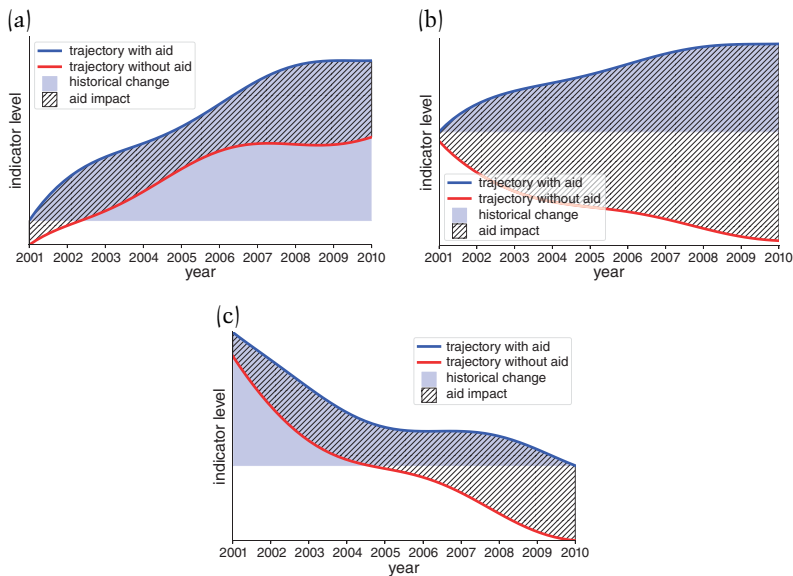 (a)
trajectory with aid
trajectory without aid
historical change
aid impact
indicator level
2001 2002 2003 2004 2005 2006 2007 2008 2009 2010
year
(b)
indicator level
trajectory with aid
trajectory without aid
historical change
aid impact
2001 2002 2003 2004 2005 2006 2007 2008 2009 2010
year
(c)
trajectory with aid
trajectory without aid
historical change
aid impact
indicator level
2001 2002 2003 2004 2005 2006 2007 2008 2009 2010
year